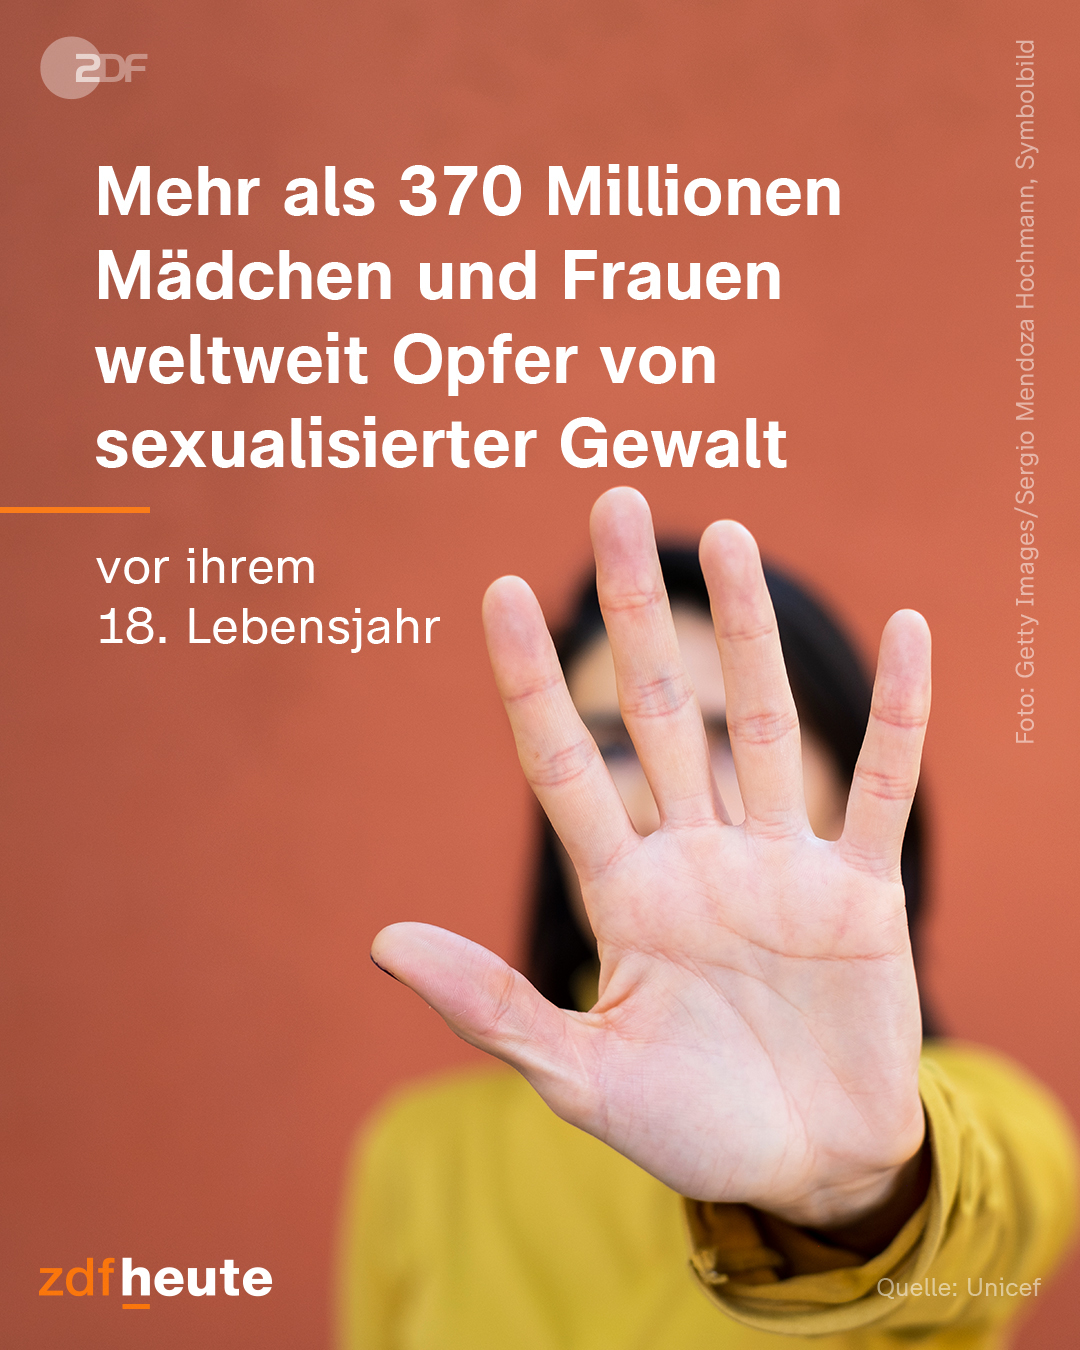 ZDF
Mehr als 370 Millionen
Mädchen und Frauen
weltweit Opfer von
sexualisierter Gewalt
vor ihrem
18. Lebensjahr
Foto: Getty Images/Sergio Mendoza Hochmann, Symbolbild
zdfheute
Quelle: Unicef